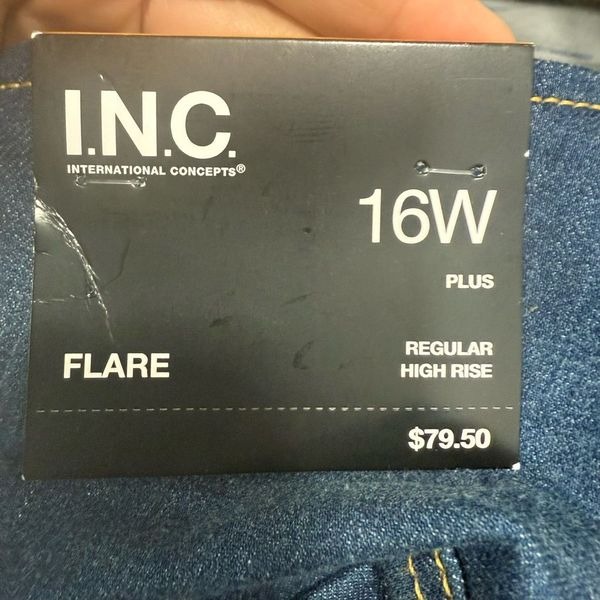 I.N.C.
INTERNATIONAL CONCEPTS®
16W
PLUS
FLARE
REGULAR
HIGH RISE
$79.50